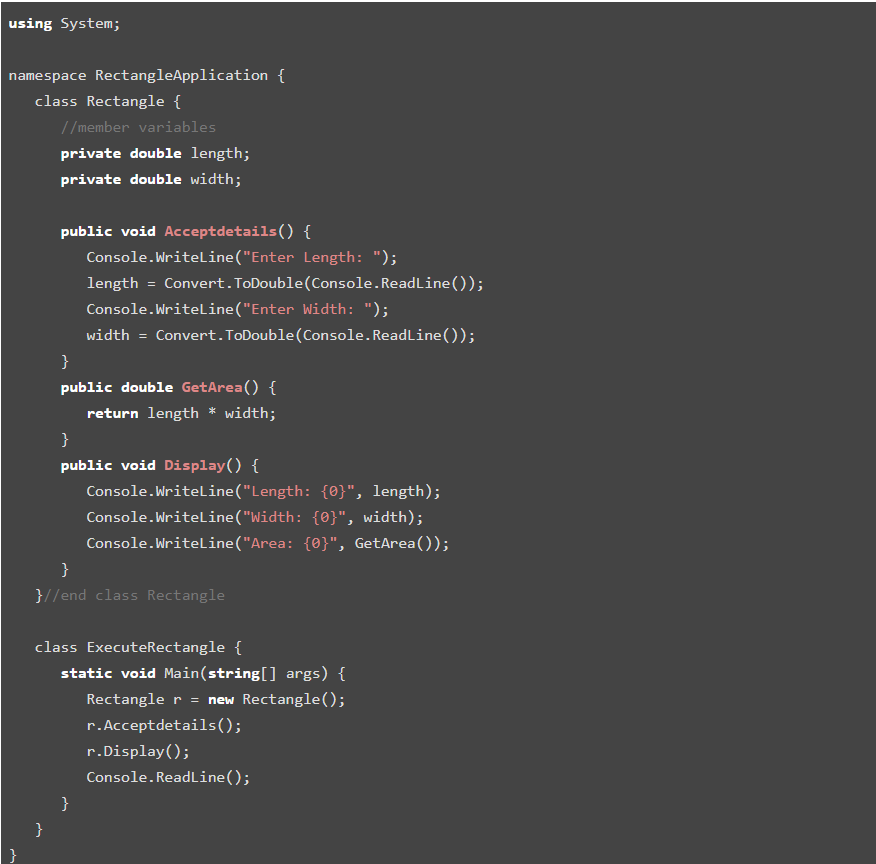 using System;

namespace RectangleApplication {
   class Rectangle {
      //member variables
      private double length;
      private double width;

      public void Acceptdetails() {
         Console.WriteLine("Enter Length: ");
         length = Convert.ToDouble(Console.ReadLine());
         Console.WriteLine("Enter Width: ");
         width = Convert.ToDouble(Console.ReadLine());
      }
      public double GetArea() {
         return length * width;
      }
      public void Display() {
         Console.WriteLine("Length: {0}", length);
         Console.WriteLine("Width: {0}", width);
         Console.WriteLine("Area: {0}", GetArea());
      }
   }//end class Rectangle

   class ExecuteRectangle {
      static void Main(string[] args) {
         Rectangle r = new Rectangle();
         r.Acceptdetails();
         r.Display();
         Console.ReadLine();
      }
   }
}